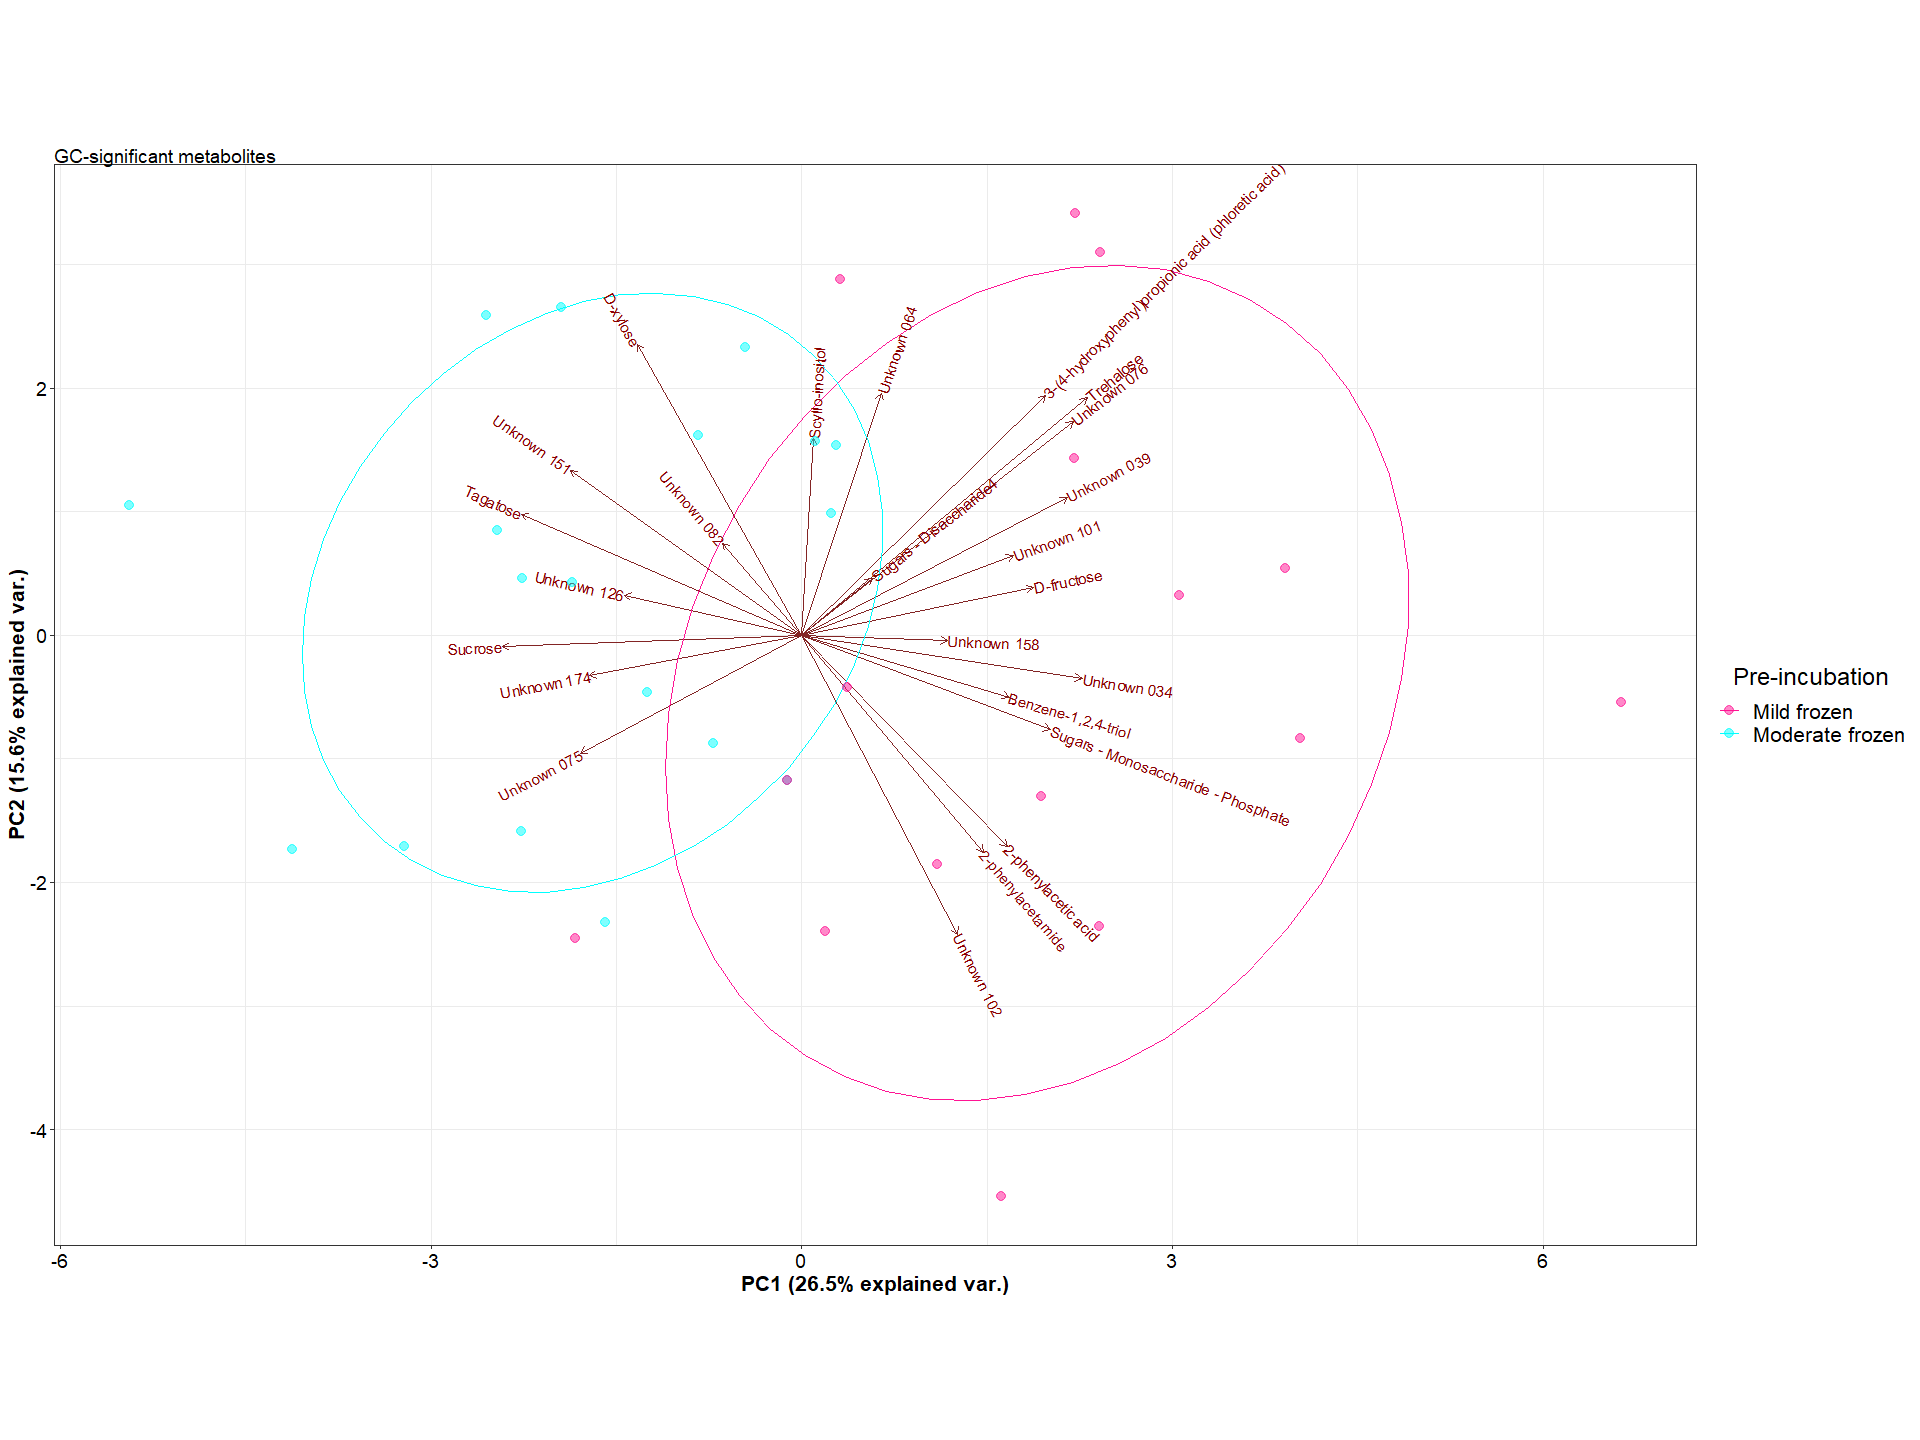 GC-significant metabolites
3-(4-hydroxyphenyl)propionic acid (phloretic acid)
D-xylose
Scyllo-inositol
Unknown 064
Trehalose
Unknown 076
Unknown 151
Unknown 039
Tagatose
Unknown 082
Sugars - Disaccharide
Unknown 101
Unknown 126
D-fructose
Sucrose
Unknown 158
Unknown 174
Unknown 034
Benzene-1,2,4-triol
Sugars - Monosaccharide - Phosphate
Unknown 075
2-phenylacetic acid
2-phenylacetamide
Unknown 102
2
0
-2
-4
PC2 (15.6% explained var.)
-6
-3
0
3
6
PC1 (26.5% explained var.)
Pre-incubation
Mild frozen
Moderate frozen